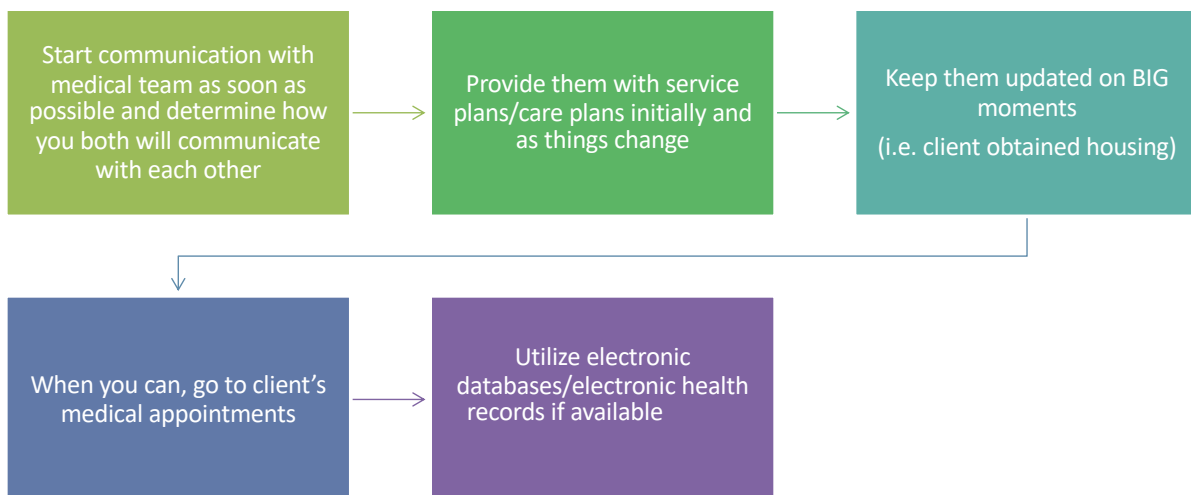 Start communication with
medical team as soon as
possible and determine how
you both will communicate
with each other
Provide them with service
plans/care plans initially and
as things change
Keep them updated on BIG
moments
(i.e. client obtained housing)
When you can, go to client’s
medical appointments
Utilize electronic
databases/electronic health
records if available